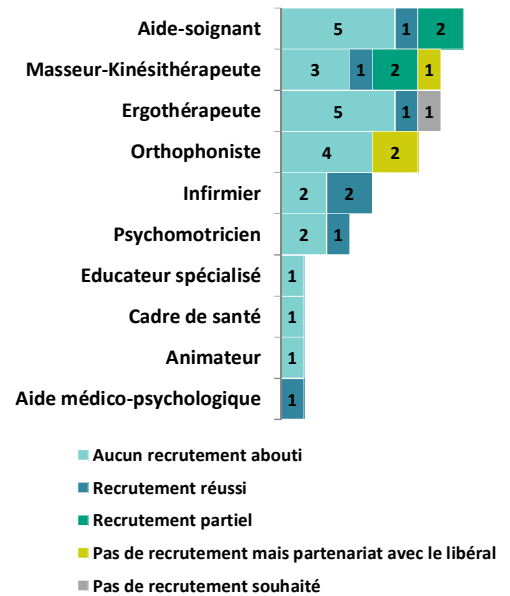 Aide-soignant 5 1 2
Masseur-Kinésithérapeute 3 1 2 1
Ergothérapeute 5 1 1
Orthophoniste 4 2
Infirmier 2 2
Psychomotricien 2 1
Educateur spécialisé 1
Cadre de santé 1
Animateur 1
Aide médico-psychologique 1
Aucun recrutement abouti
Recrutement réussi
Recrutement partiel
Pas de recrutement mais partenariat avec le libéral
Pas de recrutement souhaité